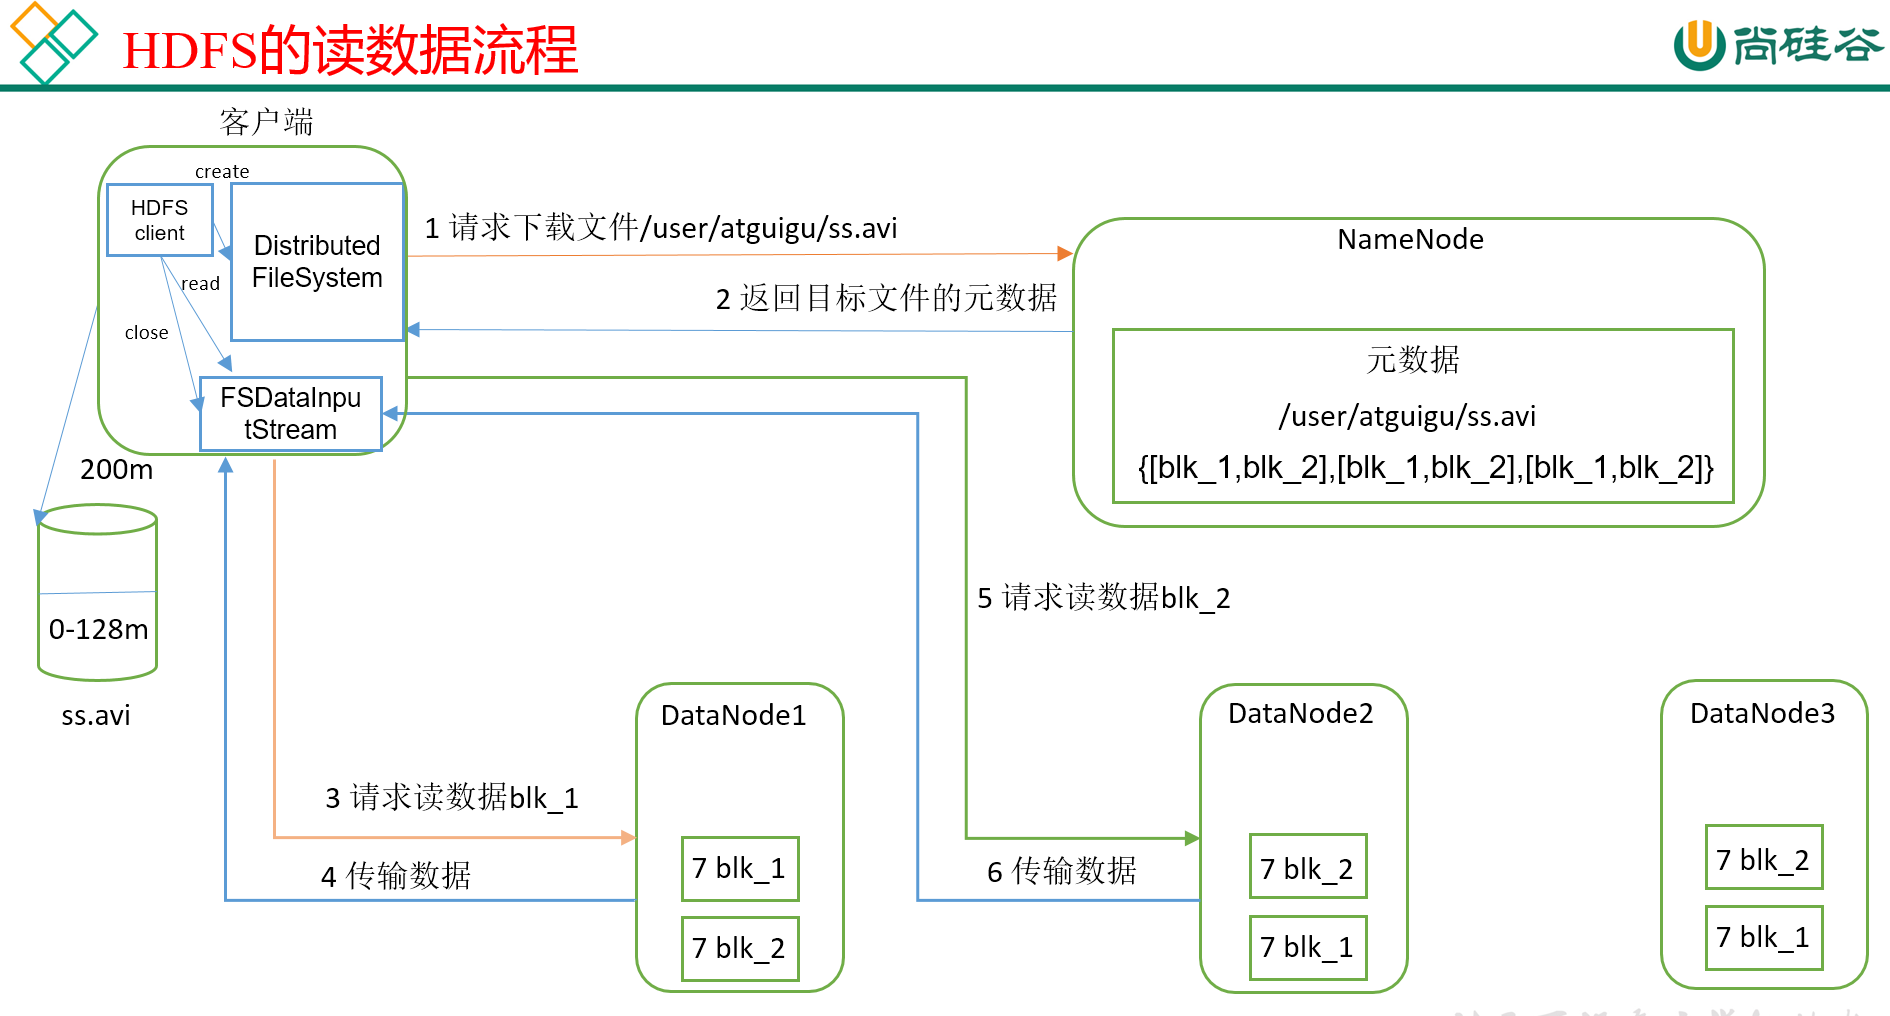 HDFS的读数据流程
尚硅谷
客户端
create
HDFS
client
Distributed
FileSystem
read
close
FSDataInpu
tStream
1 请求下载文件/user/atguigu/ss.avi
2 返回目标文件的元数据
NameNode
元数据
/user/atguigu/ss.avi
{[blk_1,blk_2],[blk_1,blk_2],[blk_1,blk_2]}
200m
0-128m
ss.avi
5 请求读数据blk_2
3 请求读数据blk_1
4 传输数据
6 传输数据
DataNode1
7 blk_1
7 blk_2
DataNode2
7 blk_2
7 blk_1
DataNode3
7 blk_2
7 blk_1